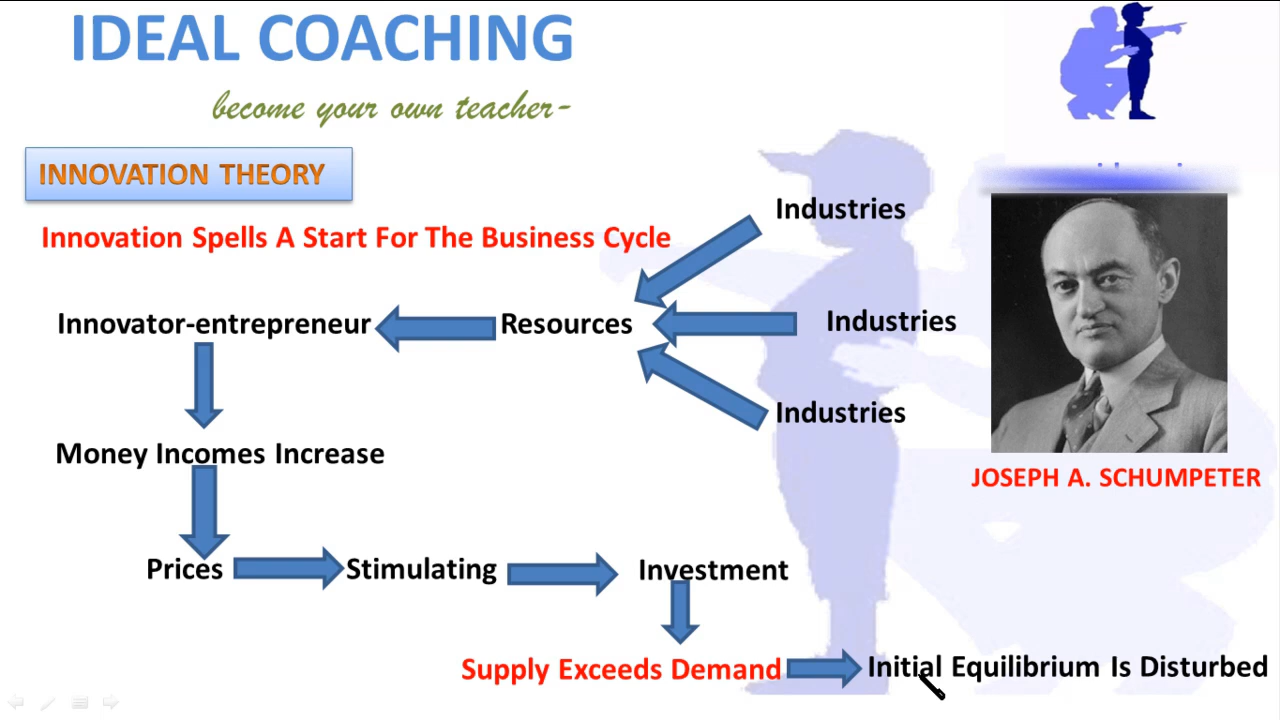 IDEAL COACHING
become your own teacher-
INNOVATION THEORY
Innovation Spells A Start For The Business Cycle
Industries
Innovator-entrepreneur
Resources
Industries
Industries
Money Incomes Increase
JOSEPH A. SCHUMPETER
Prices
Stimulating
Investment
Supply Exceeds Demand
Initial Equilibrium Is Disturbed